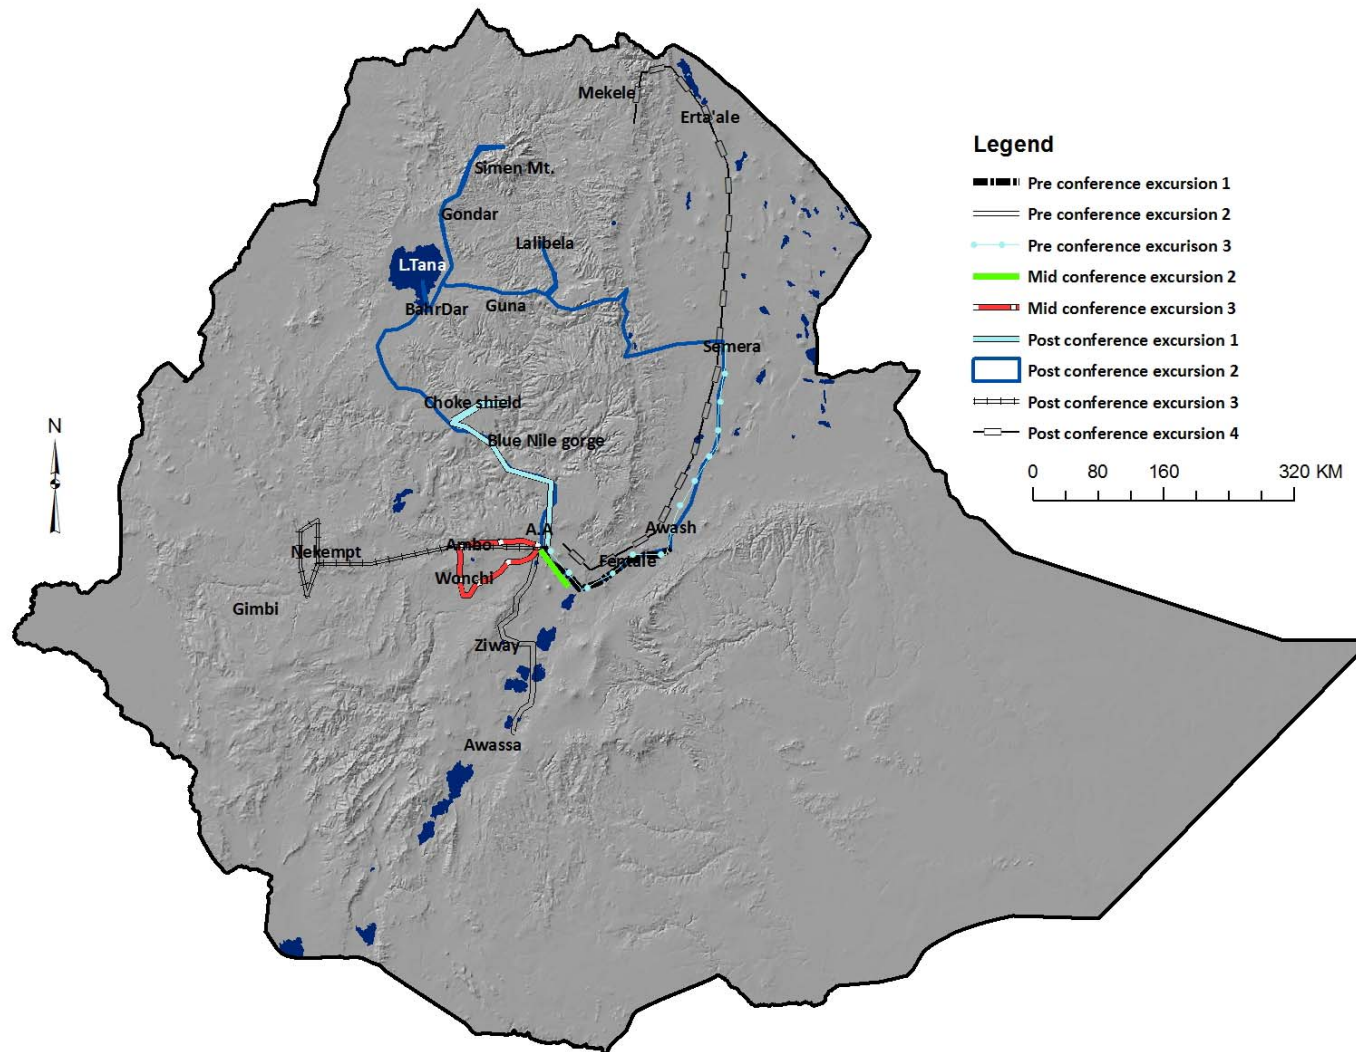 Mekele
Erta'ale
Simen Mt.
Gondar
Lalibela
L.Tana
BahrDar
Guna
Semera
Choke shield
Blue Nile gorge
A.A
Awash
Nekempt
Ambo
Fentale
Wonchi
Gimbi
Ziway
Awassa
N
Legend
Pre conference excursion 1
Pre conference excursion 2
Pre conference excurison 3
Mid conference excursion 2
Mid conference excursion 3
Post conference excursion 1
Post conference excursion 2
Post conference excursion 3
Post conference excursion 4
0 80 160 320 KM